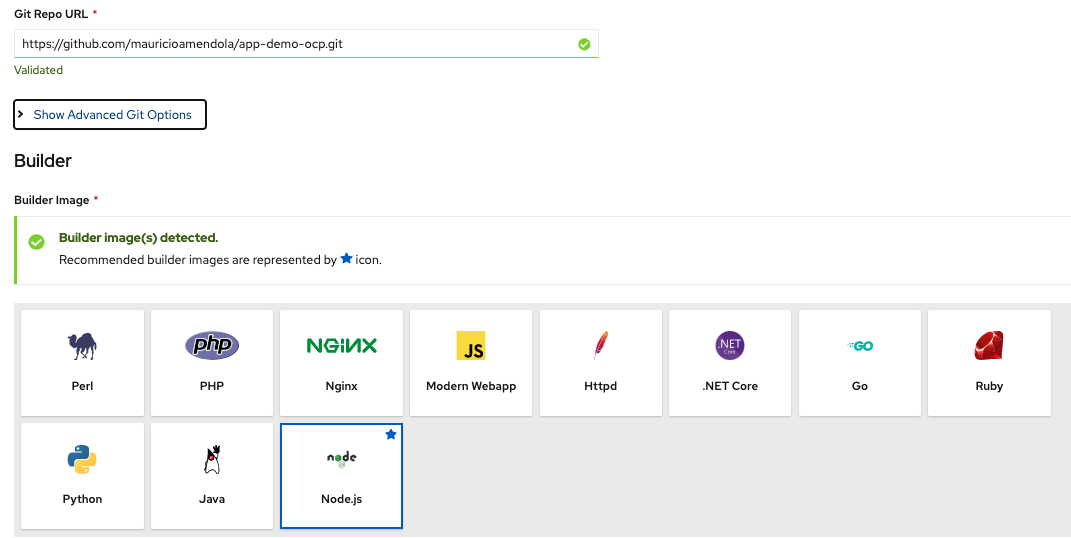 Git Repo URL *
https://github.com/mauricioamendola/app-demo-ocp.git
Validated
Show Advanced Git Options
Builder
Builder Image *
Builder image(s) detected.
Recommended builder images are represented by ★ icon.
php
NGINX
JS
.NET
Core
GO
Perl
PHP
Nginx
Modern Webapp
Httpd
.NET Core
Go
Ruby
node
Python
Java
Node.js